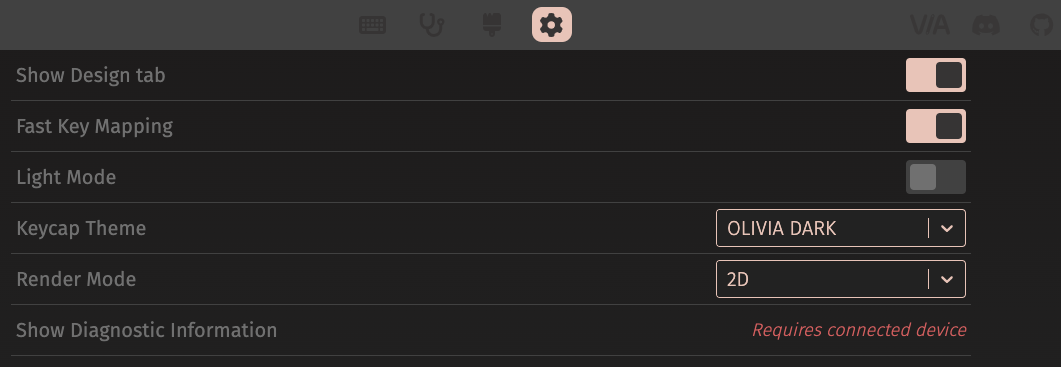 VIA
Show Design tab
Fast Key Mapping
Light Mode
Keycap Theme OLIVIA DARK
Render Mode 2D
Show Diagnostic Information Requires connected device